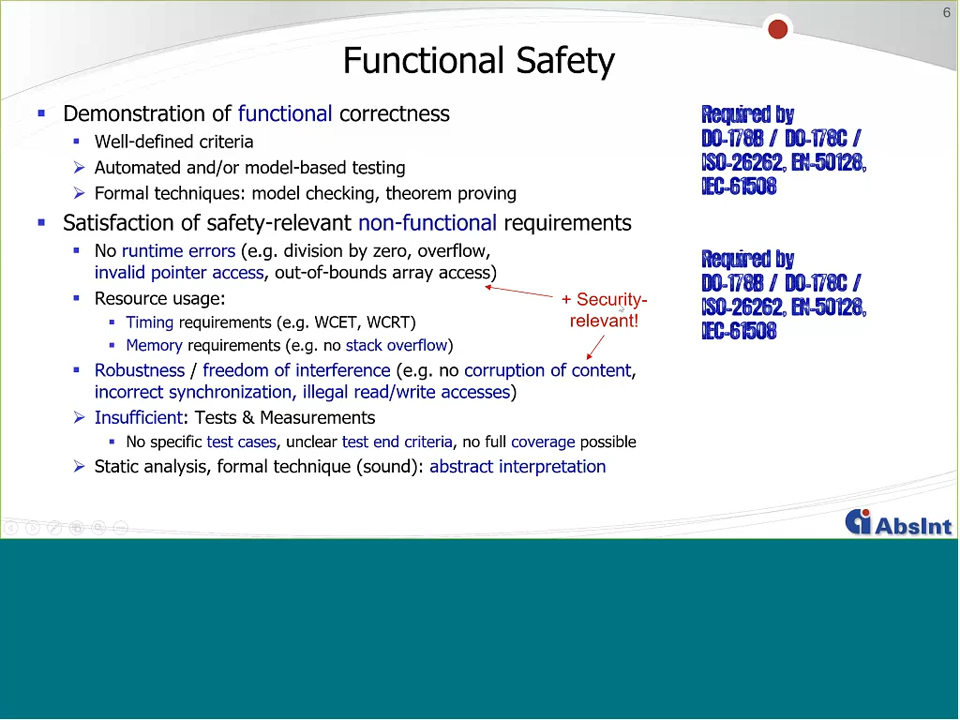 6
Functional Safety
Demonstration of functional correctness
Well-defined criteria
Automated and/or model-based testing
Formal techniques: model checking, theorem proving
Required by
DO-178B / DO-178C /
ISO-26262, EN-50128,
IEC-61508
Satisfaction of safety-relevant non-functional requirements
No runtime errors (e.g. division by zero, overflow,
invalid pointer access, out-of-bounds array access)
Resource usage:
Timing requirements (e.g. WCET, WCRT)
Memory requirements (e.g. no stack overflow)
+ Security-
relevant!
Required by
DO-178B / DO-178C /
ISO-26262, EN-50128,
IEC-61508
Robustness / freedom of interference (e.g. no corruption of content,
incorrect synchronization, illegal read/write accesses)
Insufficient: Tests & Measurements
No specific test cases, unclear test end criteria, no full coverage possible
Static analysis, formal technique (sound): abstract interpretation
AbsInt